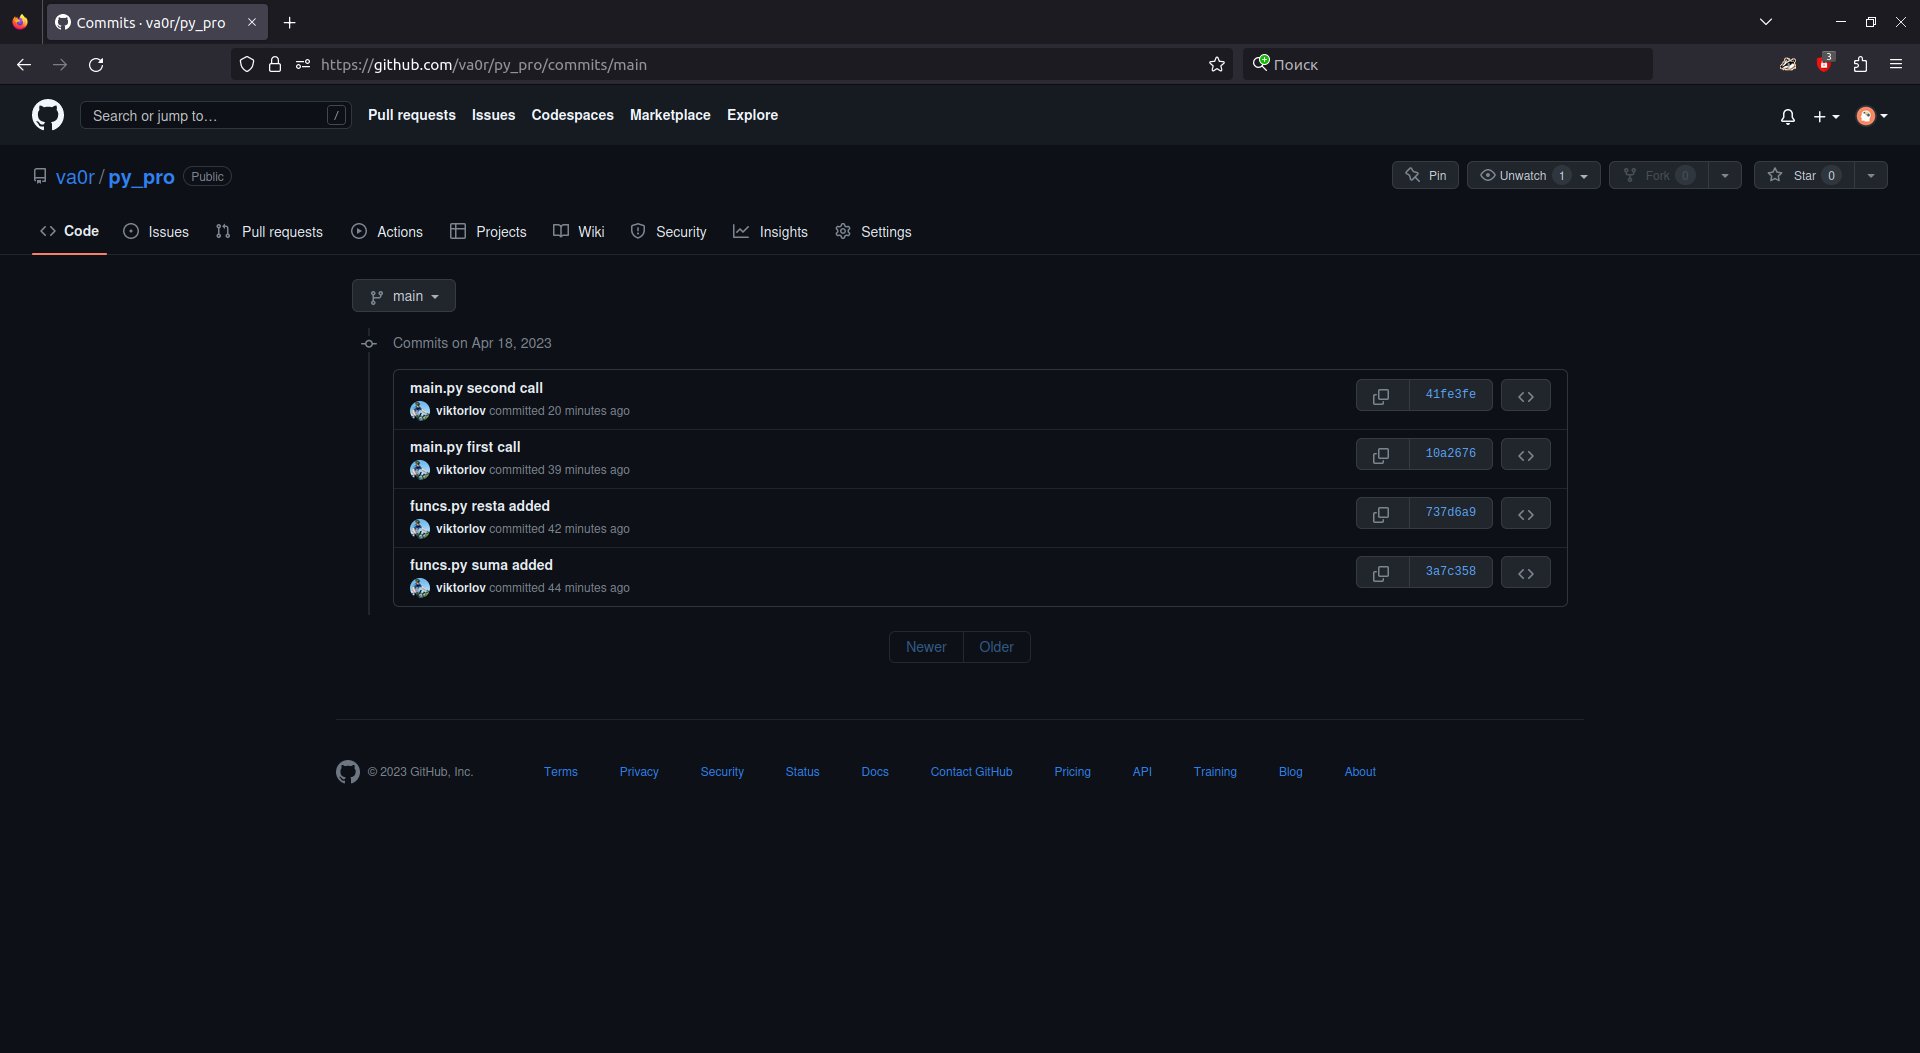 Commits · va0r/py_pro
https://github.com/va0r/py_pro/commits/main
Поиск
3
Search or jump to…
/
Pull requests Issues Codespaces Marketplace Explore
va0r / py_pro Public
Pin
Unwatch 1
Fork 0
Star 0
Code Issues Pull requests Actions Projects Wiki Security Insights Settings
main
Commits on Apr 18, 2023
main.py second call
viktorlov committed 20 minutes ago
41fe3fe
main.py first call
viktorlov committed 39 minutes ago
10a2676
funcs.py resta added
viktorlov committed 42 minutes ago
737d6a9
funcs.py suma added
viktorlov committed 44 minutes ago
3a7c358
Newer Older
© 2023 GitHub, Inc. Terms Privacy Security Status Docs Contact GitHub Pricing API Training Blog About